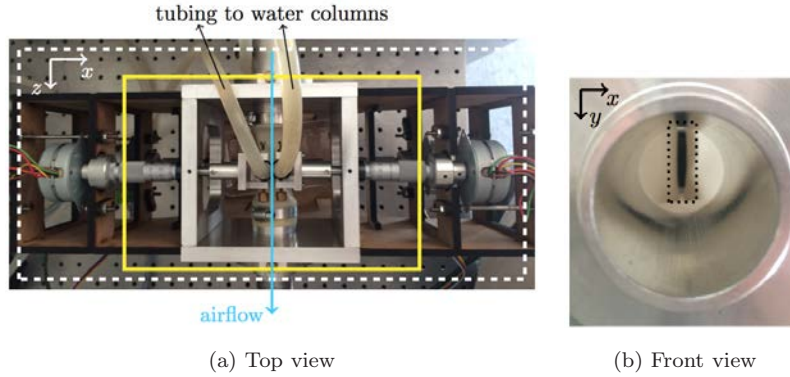 tubing to water columns
x
z
x
y
airflow
(a) Top view
(b) Front view